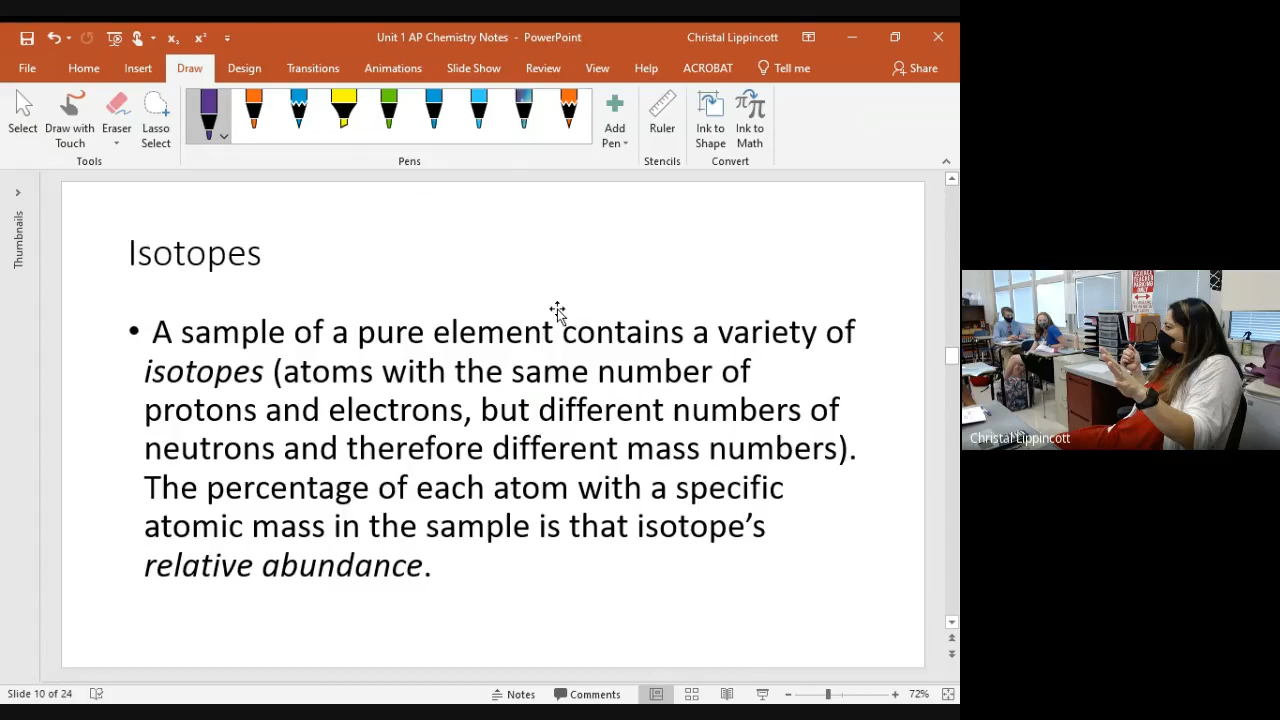 Unit 1 AP Chemistry Notes - PowerPoint
Christal Lippincott
File Home Insert Draw Design Transitions Animations Slide Show Review View Help ACROBAT Tell me Share
Select
Draw with Touch
Eraser
Lasso Select
Add Pen
Ruler
Ink to Shape
Ink to Math
Tools
Pens
Stencils
Convert
Thumbnails
Isotopes
• A sample of a pure element contains a variety of
isotopes (atoms with the same number of
protons and electrons, but different numbers of
neutrons and therefore different mass numbers).
The percentage of each atom with a specific
atomic mass in the sample is that isotope’s
relative abundance.
TEACHER
PARKING
ONLY
Christal Lippincott
Slide 10 of 24
Notes
Comments
72%